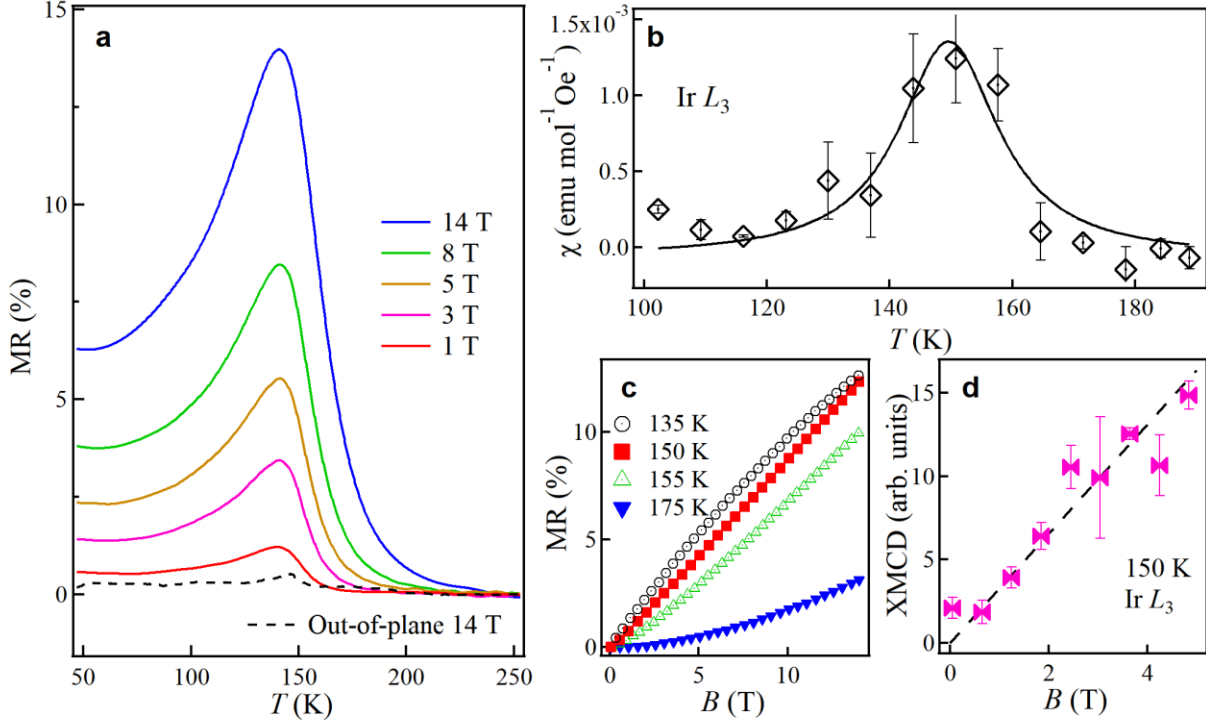 a
15
10
5
0
MR (%)
14 T
8 T
5 T
3 T
1 T
Out-of-plane 14 T
50 100 150 200 250
T (K)
b
1.5x10⁻³
1.0
0.5
0.0
χ (emu mol⁻¹ Oe⁻¹)
Ir L₃
100 120 140 160 180
T (K)
c
10
5
0
MR (%)
135 K
150 K
155 K
175 K
0 5 10
B (T)
d
15
10
5
0
XMCD (arb. units)
150 K
Ir L₃
0 2 4
B (T)